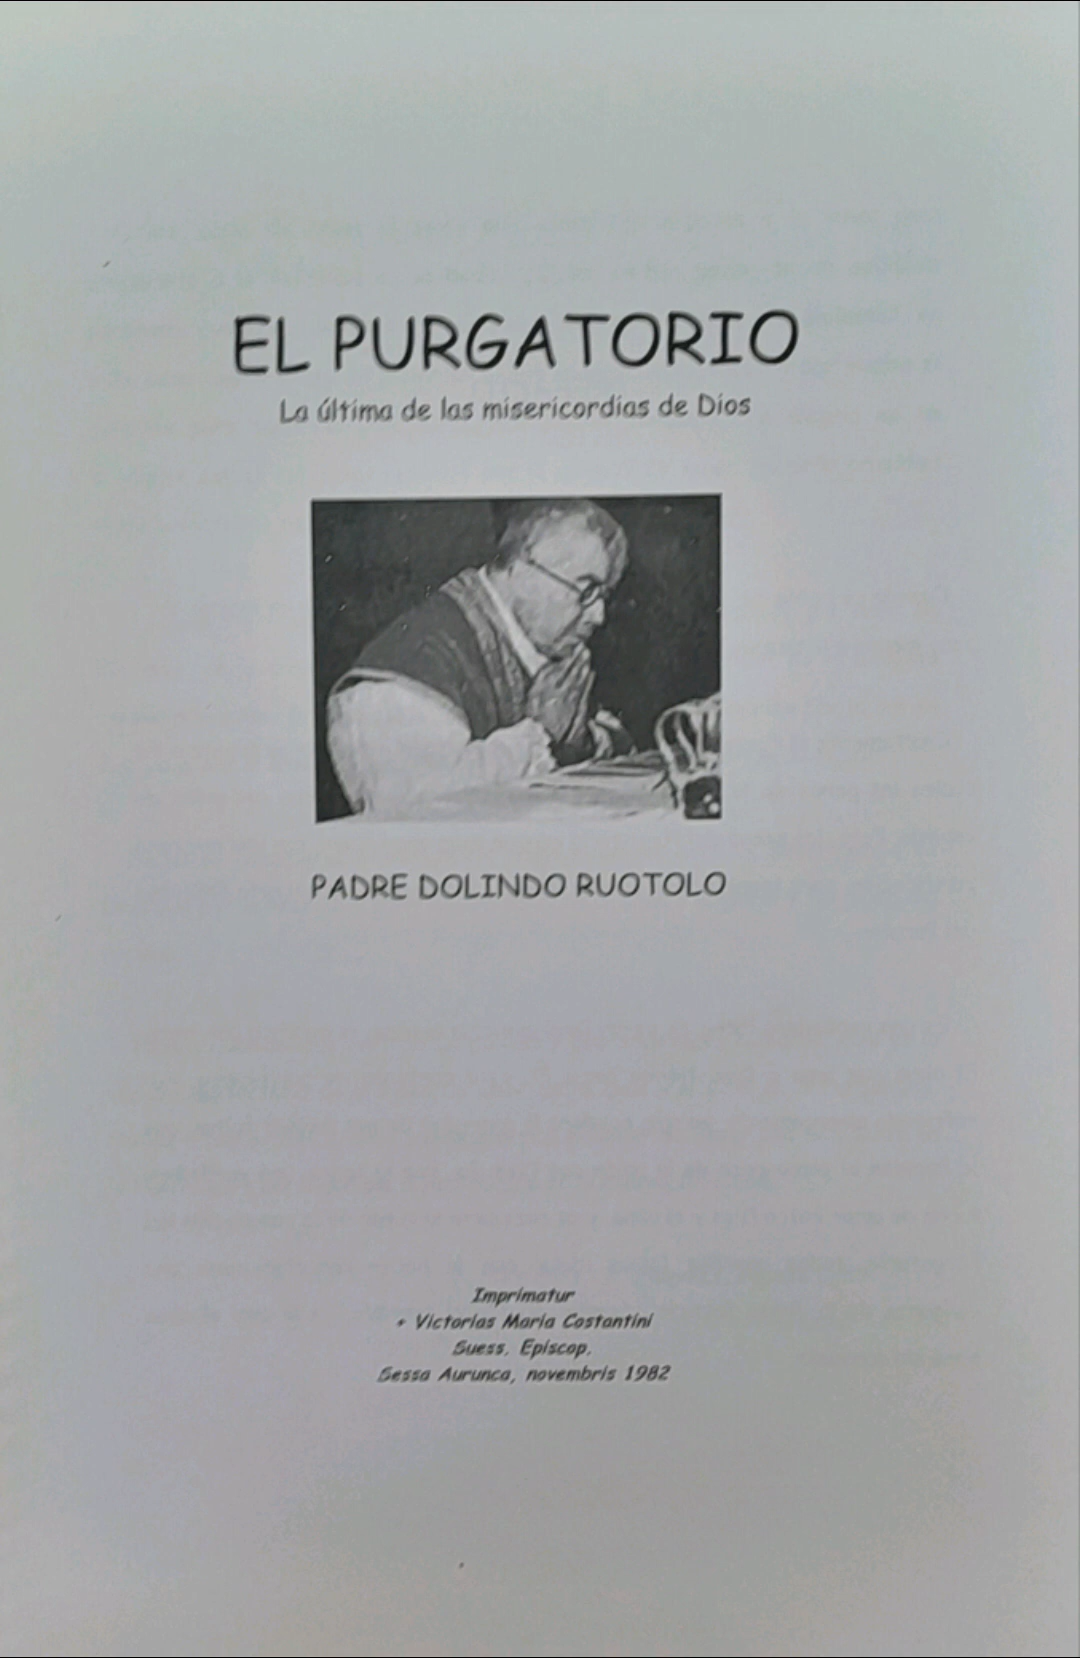 EL PURGATORIO
La última de las misericordias de Dios
PADRE DOLINDO RUOTOLO
Imprimatur
+ Victorias Maria Costantini
Suess. Episcop.
Sessa Aurunca, novembris 1982